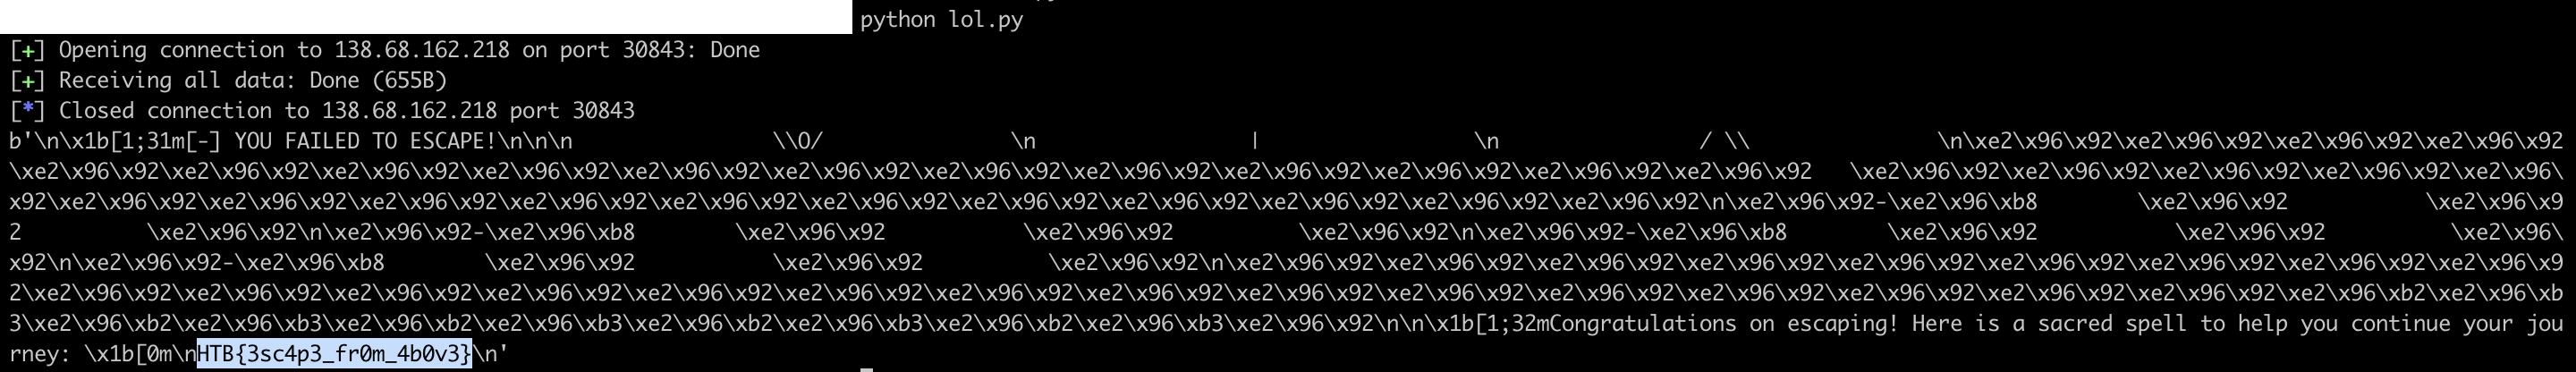 python lol.py
[+] Opening connection to 138.68.162.218 on port 30843: Done
[+] Receiving all data: Done (655B)
[*] Closed connection to 138.68.162.218 port 30843
b'\n\x1b[1;31m[-] YOU FAILED TO ESCAPE!\n\n\n                \\O/               \n                 |                 \n                / \\               \n\xe2\x96\x92\xe2\x96\x92\xe2\x96\x92\xe2\x96\x92\xe2\x96\x92
\xe2\x96\x92\xe2\x96\x92\xe2\x96\x92\xe2\x96\x92\xe2\x96\x92\xe2\x96\x92\xe2\x96\x92\xe2\x96\x92\xe2\x96\x92\xe2\x96\x92\xe2\x96\x92\xe2\x96\x92   \xe2\x96\x92\xe2\x96\x92\xe2\x96\x92\xe2\x96\x92\xe2\x96\
x92\xe2\x96\x92\xe2\x96\x92\xe2\x96\x92\xe2\x96\x92\xe2\x96\x92\xe2\x96\x92\xe2\x96\x92\xe2\x96\x92\xe2\x96\x92\xe2\x96\x92\n\xe2\x96\x92-\xe2\x96\xb8        \xe2\x96\x92           \xe2\x96\x9
2          \xe2\x96\x92\n\xe2\x96\x92-\xe2\x96\xb8        \xe2\x96\x92           \xe2\x96\x92          \xe2\x96\x92\n\xe2\x96\x92-\xe2\x96\xb8        \xe2\x96\x92           \xe2\x96\x92          \xe2\x96\
x92\n\xe2\x96\x92-\xe2\x96\xb8        \xe2\x96\x92           \xe2\x96\x92          \xe2\x96\x92\n\xe2\x96\x92\xe2\x96\x92\xe2\x96\x92\xe2\x96\x92\xe2\x96\x92\xe2\x96\x92\xe2\x96\x92\xe2\x96\x92\xe2\x96\x9
2\xe2\x96\x92\xe2\x96\x92\xe2\x96\x92\xe2\x96\x92\xe2\x96\x92\xe2\x96\x92\xe2\x96\x92\xe2\x96\x92\xe2\x96\x92\xe2\x96\x92\xe2\x96\x92\xe2\x96\x92\xe2\x96\x92\xe2\x96\x92\xe2\x96\xb2\xe2\x96\xb
3\xe2\x96\xb2\xe2\x96\xb3\xe2\x96\xb2\xe2\x96\xb3\xe2\x96\xb2\xe2\x96\xb3\xe2\x96\xb2\xe2\x96\xb3\xe2\x96\x92\n\n\x1b[1;32mCongratulations on escaping! Here is a sacred spell to help you continue your jou
rney: \x1b[0m\nHTB{3sc4p3_fr0m_4b0v3}\n'